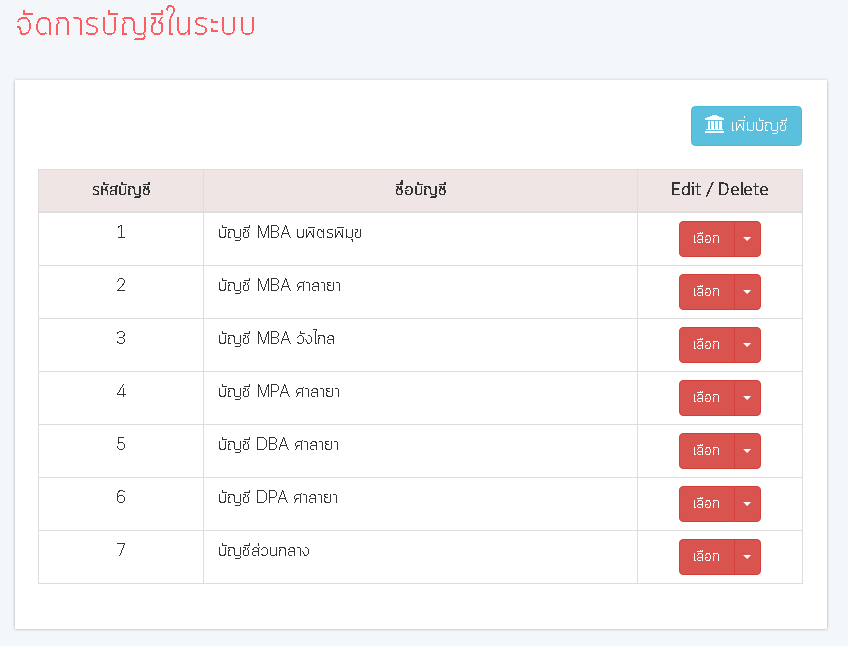 จัดการบัญชีในระบบ
เพิ่มบัญชี
รหัสบัญชี ชื่อบัญชี Edit / Delete
1 บัญชี MBA บพิตรพิมุข เลือก
2 บัญชี MBA ศาลายา เลือก
3 บัญชี MBA วังไกล เลือก
4 บัญชี MPA ศาลายา เลือก
5 บัญชี DBA ศาลายา เลือก
6 บัญชี DPA ศาลายา เลือก
7 บัญชีส่วนกลาง เลือก